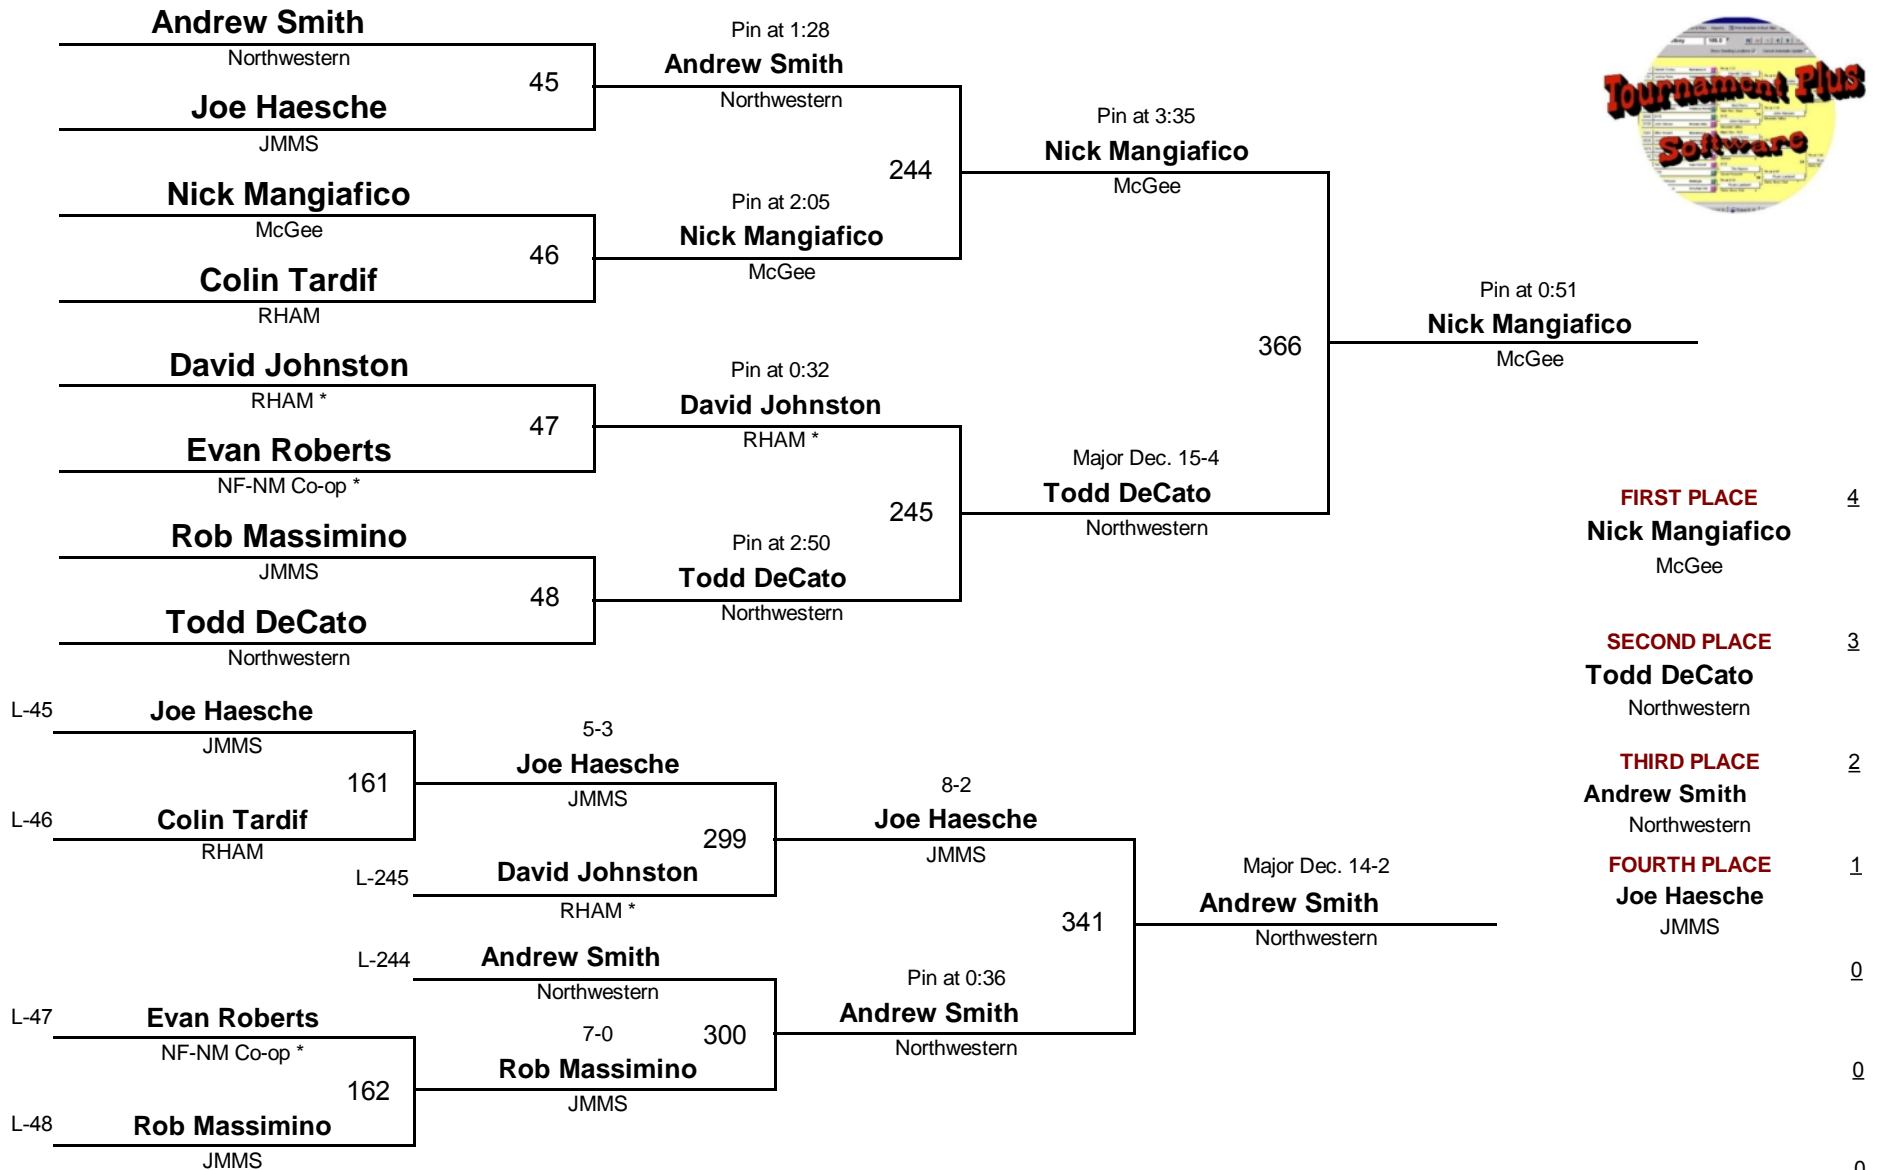 Andrew Smith
Northwestern
45
Joe Haesche
JMMS
Nick Mangiafico
McGee
46
Colin Tardif
RHAM
David Johnston
RHAM *
47
Evan Roberts
NF-NM Co-op *
Rob Massimino
JMMS
48
Todd DeCato
Northwestern
Pin at 1:28
Andrew Smith
Northwestern
244
Pin at 2:05
Nick Mangiafico
McGee
Pin at 0:32
David Johnston
RHAM *
245
Pin at 2:50
Todd DeCato
Northwestern
Pin at 3:35
Nick Mangiafico
McGee
366
Major Dec. 15-4
Todd DeCato
Northwestern
Pin at 0:51
Nick Mangiafico
McGee
Tournament Plus
Software
FIRST PLACE 4
Nick Mangiafico
McGee
SECOND PLACE 3
Todd DeCato
Northwestern
THIRD PLACE 2
Andrew Smith
Northwestern
FOURTH PLACE 1
Joe Haesche
JMMS
0
0
0
L-45 Joe Haesche
JMMS
161
L-46 Colin Tardif
RHAM
5-3
Joe Haesche
JMMS
299
L-245 David Johnston
RHAM *
L-244 Andrew Smith
Northwestern
300
L-47 Evan Roberts
NF-NM Co-op *
162
L-48 Rob Massimino
JMMS
7-0
Rob Massimino
JMMS
8-2
Joe Haesche
JMMS
341
Pin at 0:36
Andrew Smith
Northwestern
Major Dec. 14-2
Andrew Smith
Northwestern